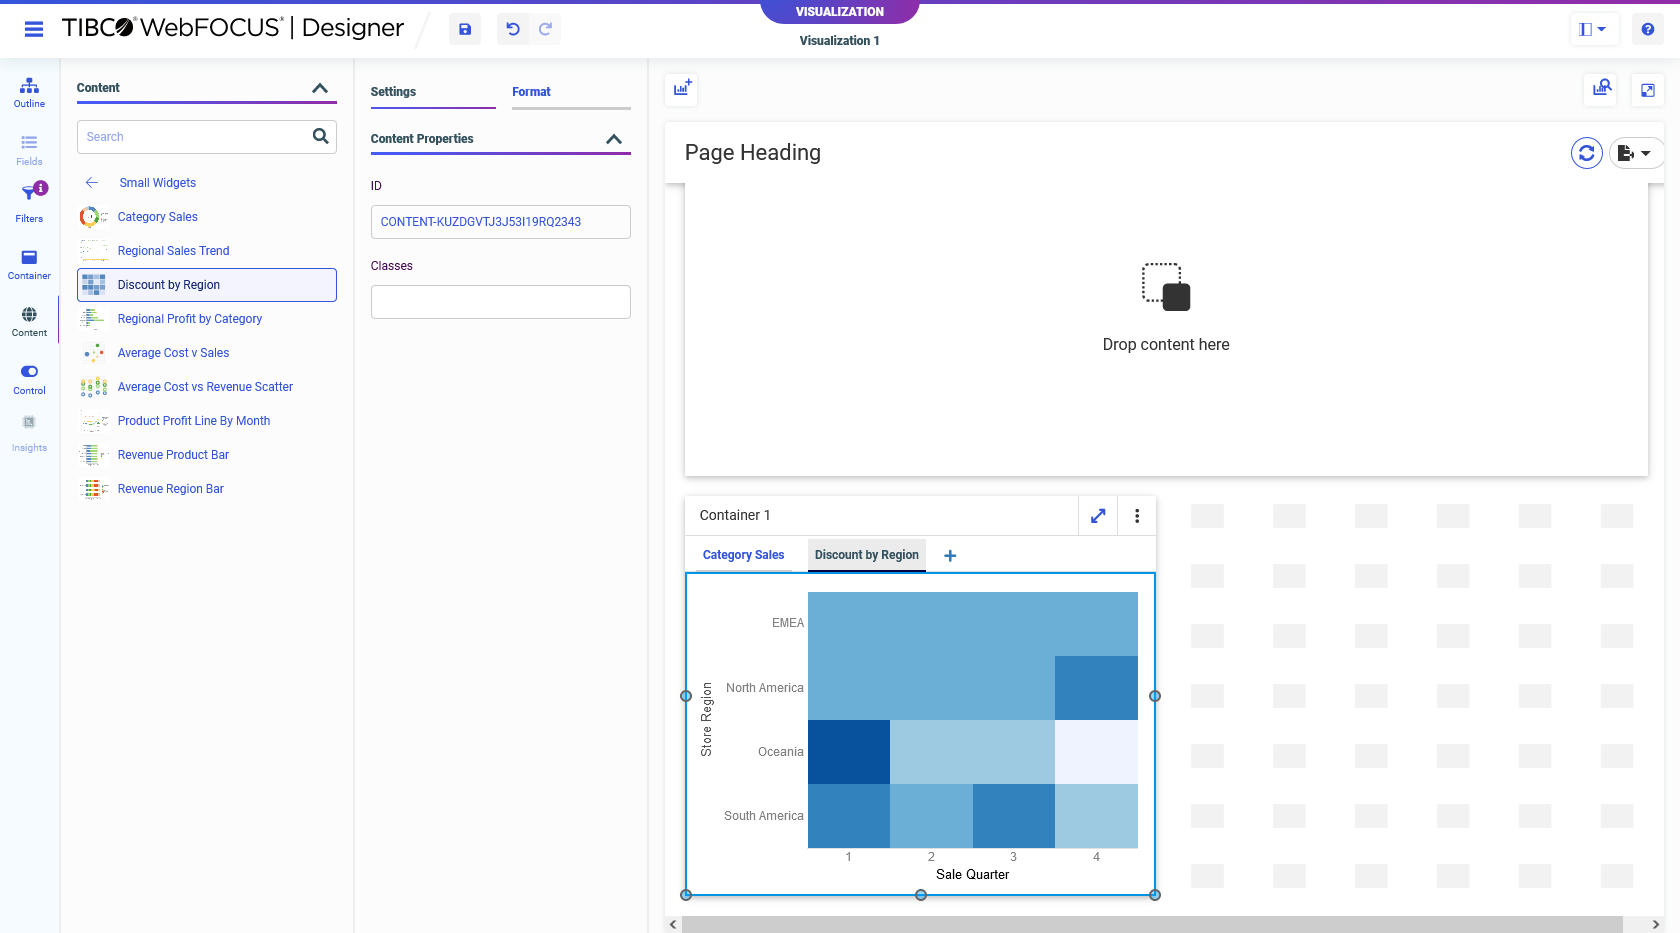 VISUALIZATION
TIBCO® WebFOCUS® | Designer
Visualization 1
Outline
Fields
Filters
Container
Content
Control
Insights
Content
Search
Small Widgets
Category Sales
Regional Sales Trend
Discount by Region
Regional Profit by Category
Average Cost v Sales
Average Cost vs Revenue Scatter
Product Profit Line By Month
Revenue Product Bar
Revenue Region Bar
Settings Format
Content Properties
ID
CONTENT-KUZDGVTJ3J53I19RQ2343
Classes
Page Heading
Drop content here
Container 1
Category Sales Discount by Region +
Store Region
EMEA
North America
Oceania
South America
1 2 3 4
Sale Quarter